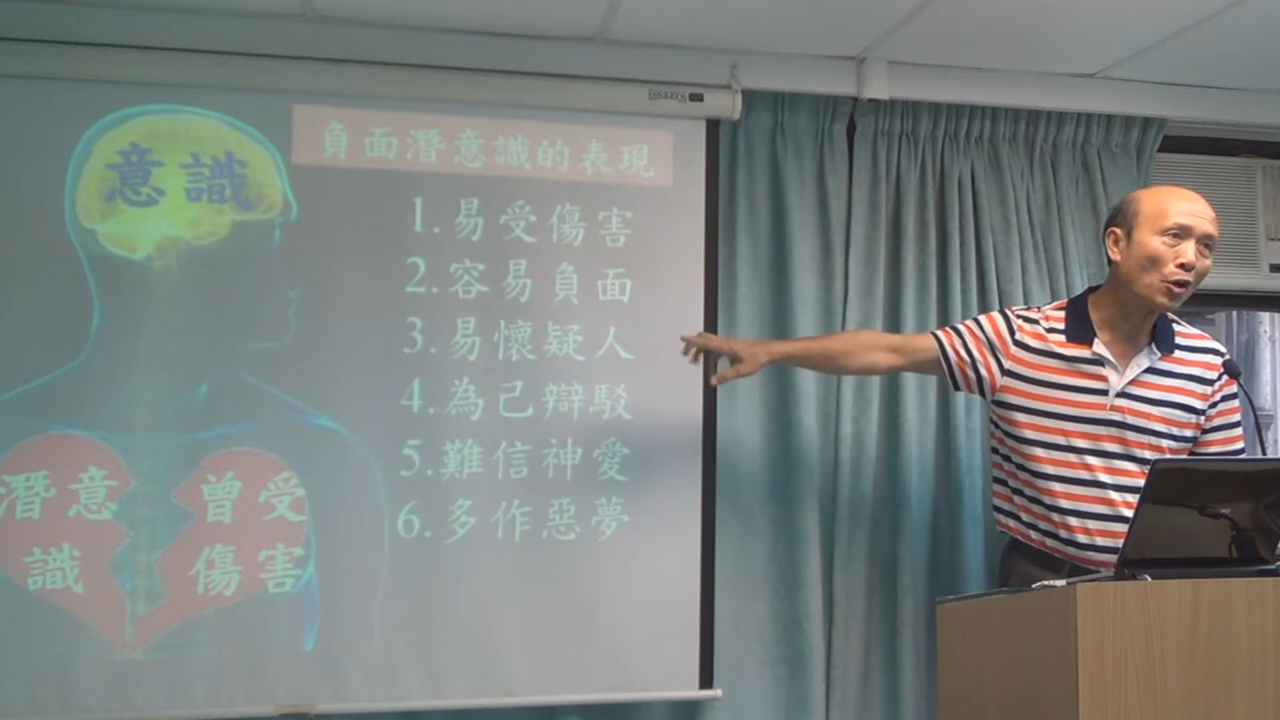 意識
負面潛意識的表現
1.易受傷害
2.容易負面
3.易懷疑人
4.為己辯駁
5.難信神愛
6.多作惡夢
潛意
識
曾受
傷害